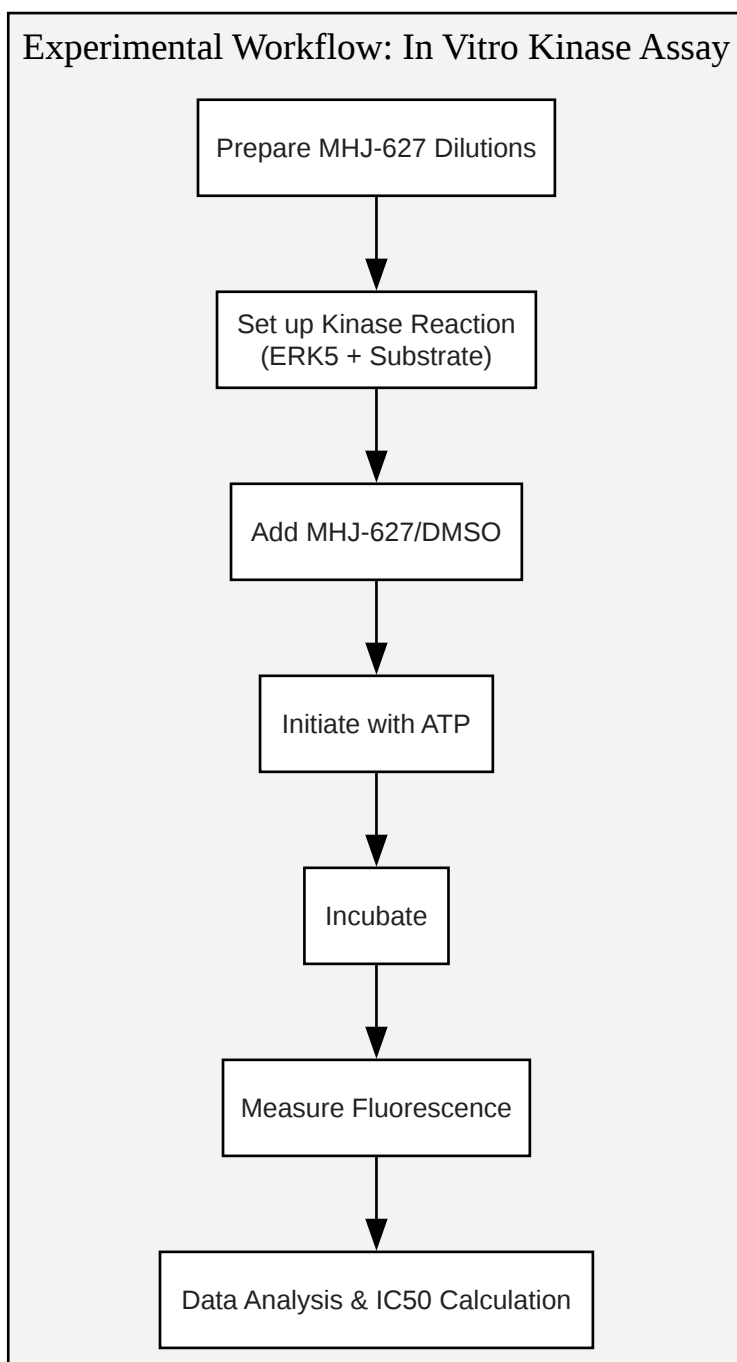 Experimental Workflow: In Vitro Kinase Assay
Prepare MHJ-627 Dilutions
Set up Kinase Reaction
(ERK5 + Substrate)
Add MHJ-627/DMSO
Initiate with ATP
Incubate
Measure Fluorescence
Data Analysis & IC50 Calculation